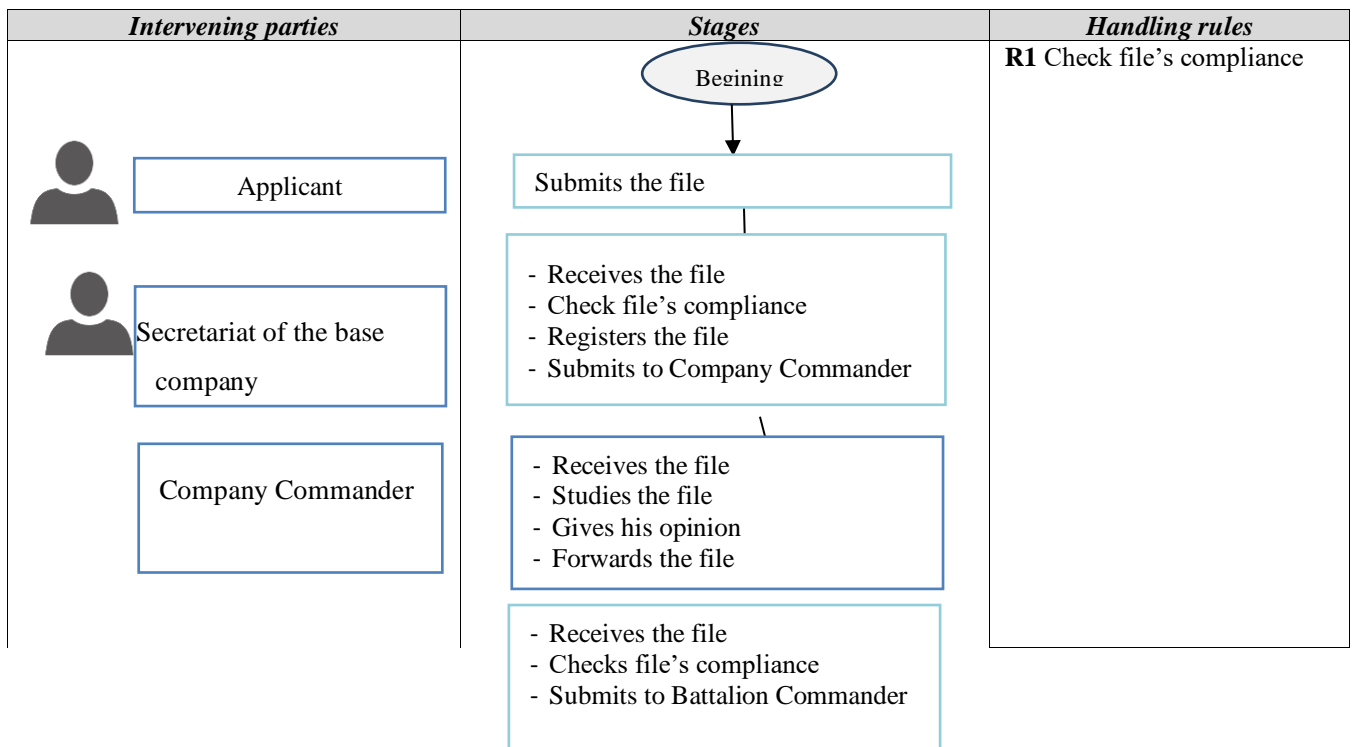 Intervening parties
Stages
Handling rules
Begining
R1 Check file's compliance
Applicant
Submits the file
Secretariat of the base
company
- Receives the file
- Check file's compliance
- Registers the file
- Submits to Company Commander
Company Commander
- Receives the file
- Studies the file
- Gives his opinion
- Forwards the file
- Receives the file
- Checks file's compliance
- Submits to Battalion Commander